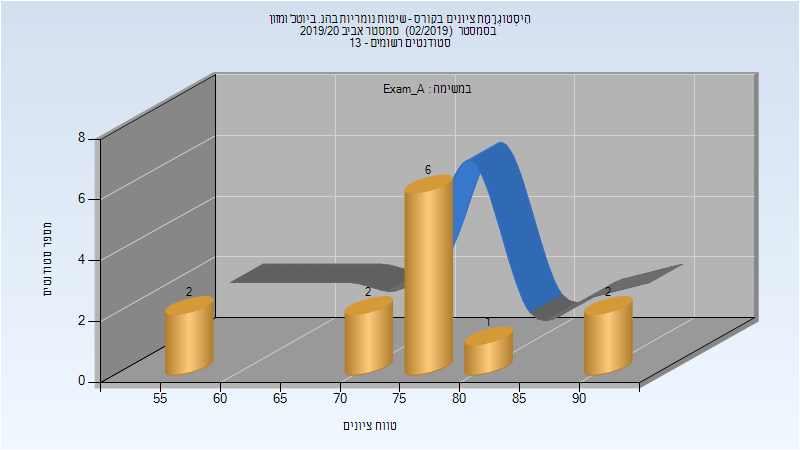 היסטוגרמת ציונים בקורס - שיטות נומריות בהנ. ביוטכ' ומזון
בסמסטר (02/2019) סמסטר אביב 2019/20
סטודנטים רשומים - 13
במשימה : Exam_A
מספר סטודנטים
8
6
4
2
0
2
2
6
1
2
55 60 65 70 75 80 85 90
טווח ציונים